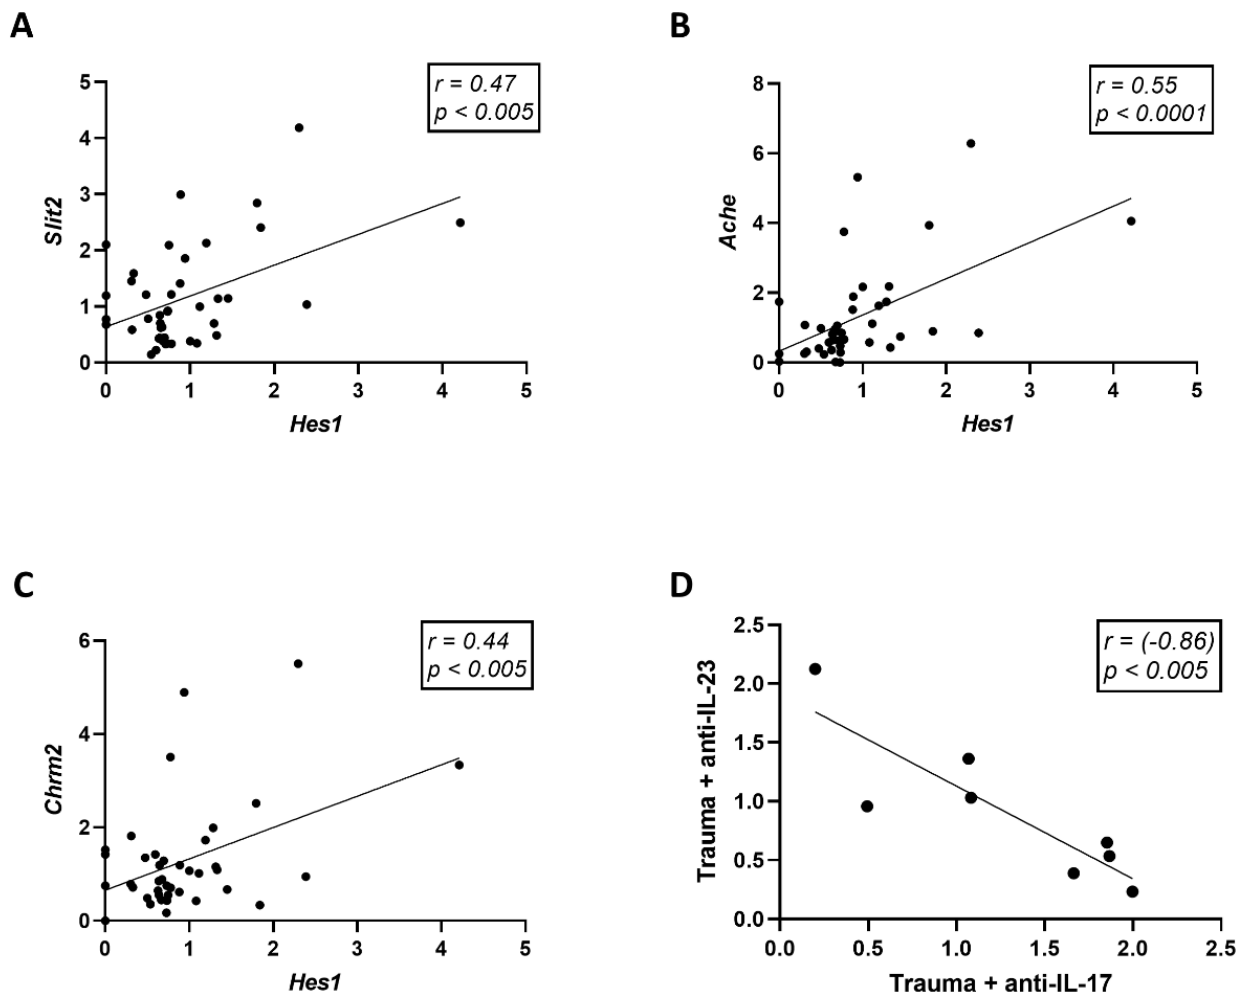 A
r = 0.47
p < 0.005
5
4
3
2
1
0
Slit2
0 1 2 3 4 5
Hes1
B
r = 0.55
p < 0.0001
8
6
4
2
0
Ache
0 1 2 3 4 5
Hes1
C
r = 0.44
p < 0.005
6
4
2
0
Chrm2
0 1 2 3 4 5
Hes1
D
r = (-0.86)
p < 0.005
2.5
2.0
1.5
1.0
0.5
0.0
Trauma + anti-IL-23
0.0 0.5 1.0 1.5 2.0 2.5
Trauma + anti-IL-17